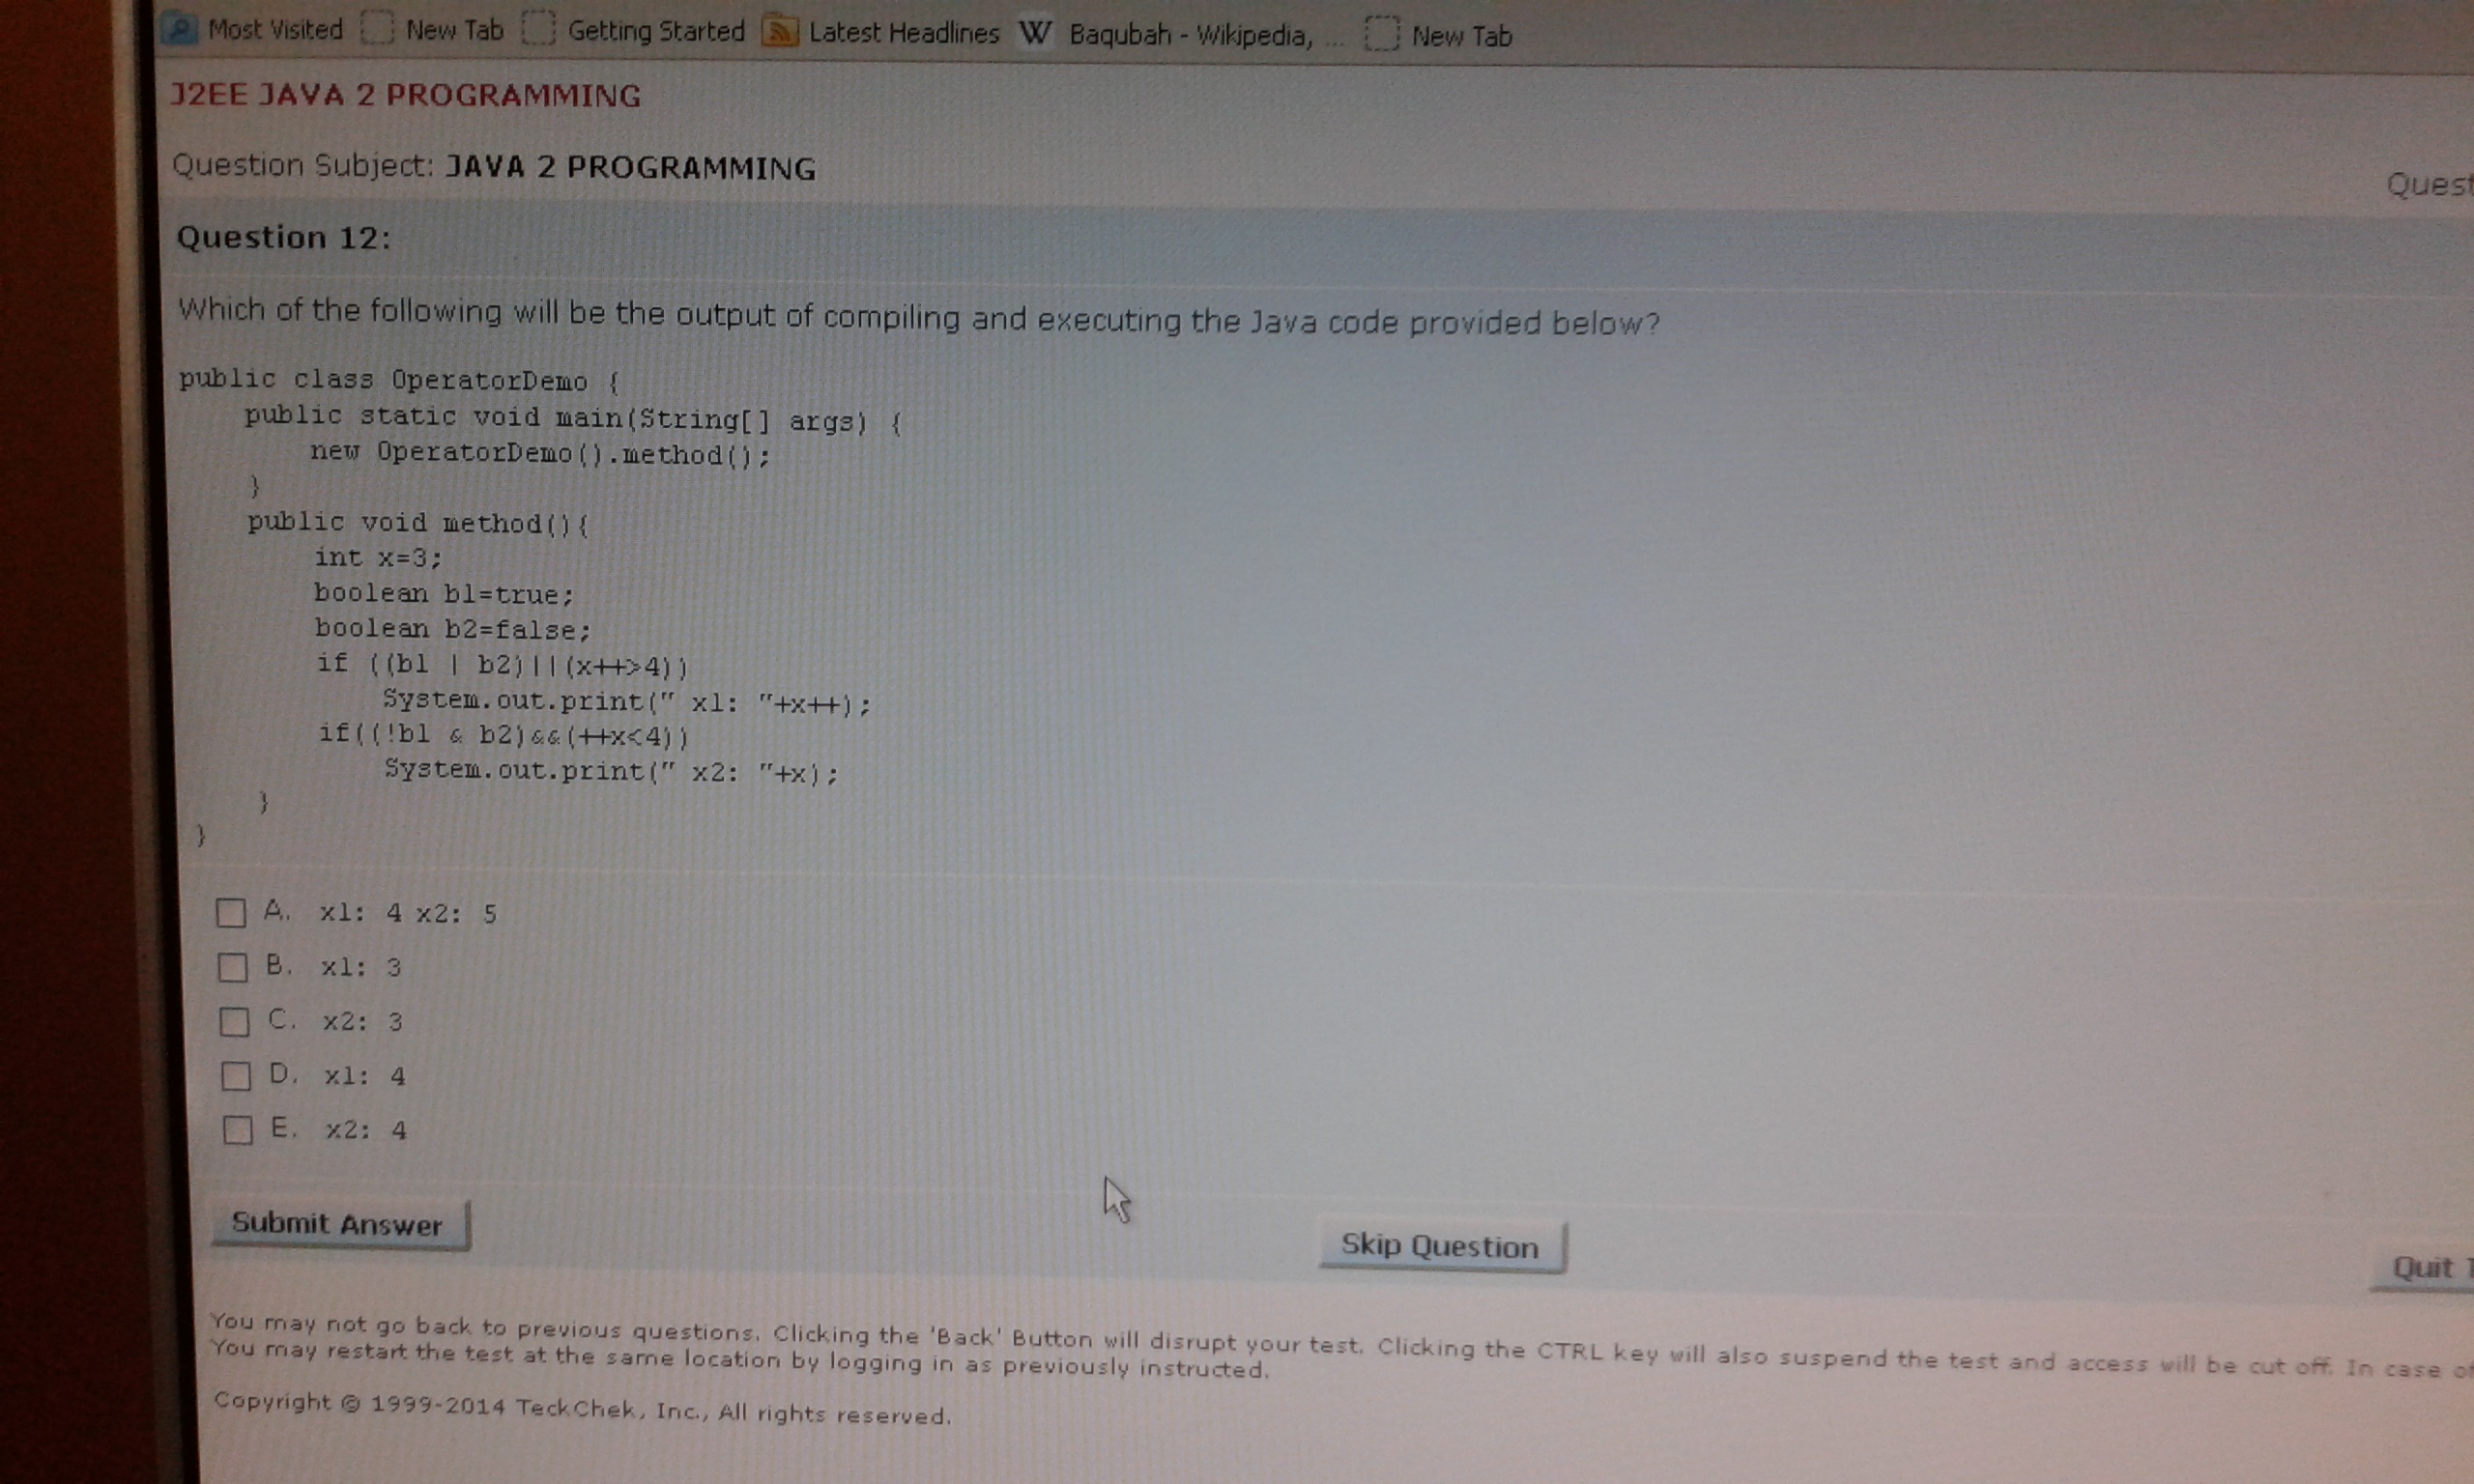 Most Visited New Tab Getting Started Latest Headlines W Baqubah - Wikipedia, ... New Tab
J2EE JAVA 2 PROGRAMMING
Question Subject: JAVA 2 PROGRAMMING
Quest
Question 12:
Which of the following will be the output of compiling and executing the Java code provided below?
public class OperatorDemo {
public static void main(String[] args) {
new OperatorDemo().method();
}
public void method(){
int x=3;
boolean b1=true;
boolean b2=false;
if ((b1 | b2)||(x++>4))
System.out.print(" x1: "+x++);
if((!b1 & b2)&&(++x<4))
System.out.print(" x2: "+x);
}
}
A. x1: 4 x2: 5
B. x1: 3
C. x2: 3
D. x1: 4
E. x2: 4
Submit Answer
Skip Question
Quit
You may not go back to previous questions. Clicking the 'Back' Button will disrupt your test. Clicking the CTRL key will also suspend the test and access will be cut off. In case of
You may restart the test at the same location by logging in as previously instructed.
Copyright © 1999-2014 TeckChek, Inc., All rights reserved.